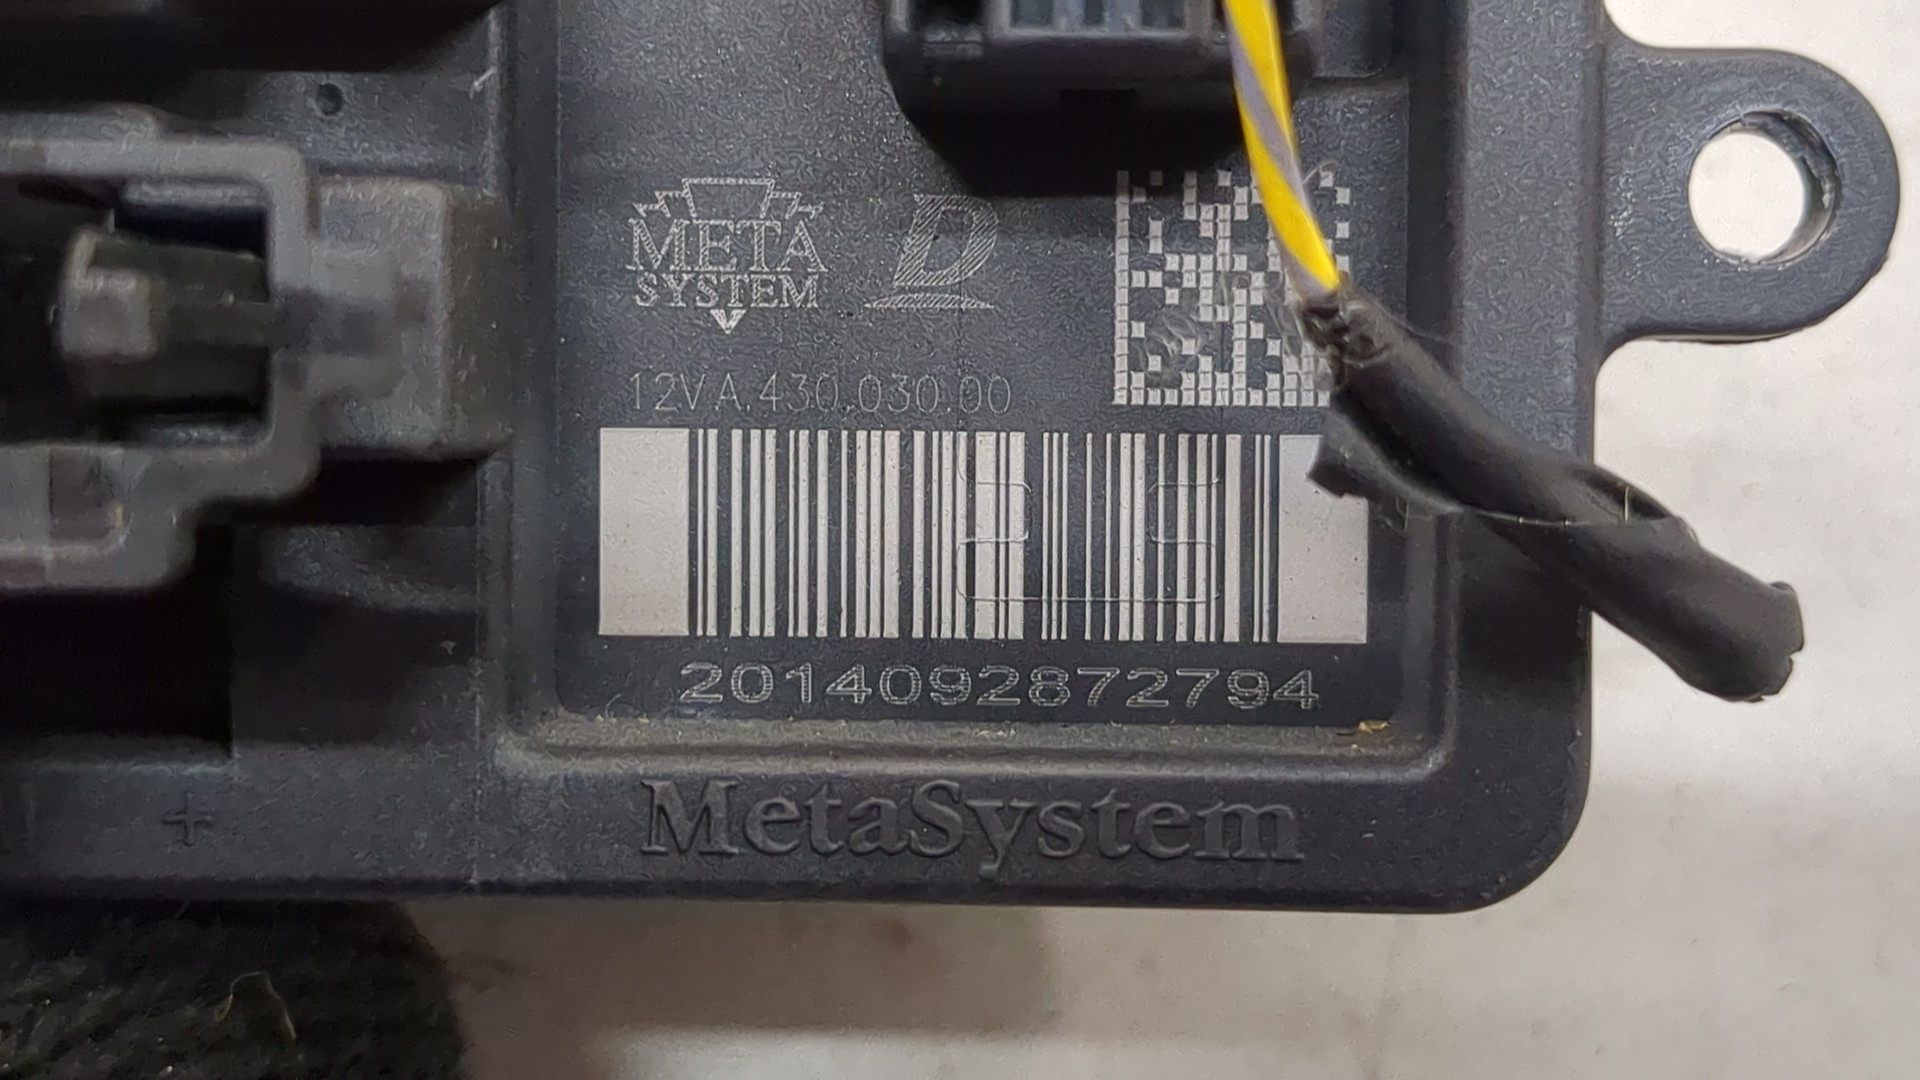 META
SYSTEM
D
12V A.430.030.00
2014092872794
MetaSystem
+